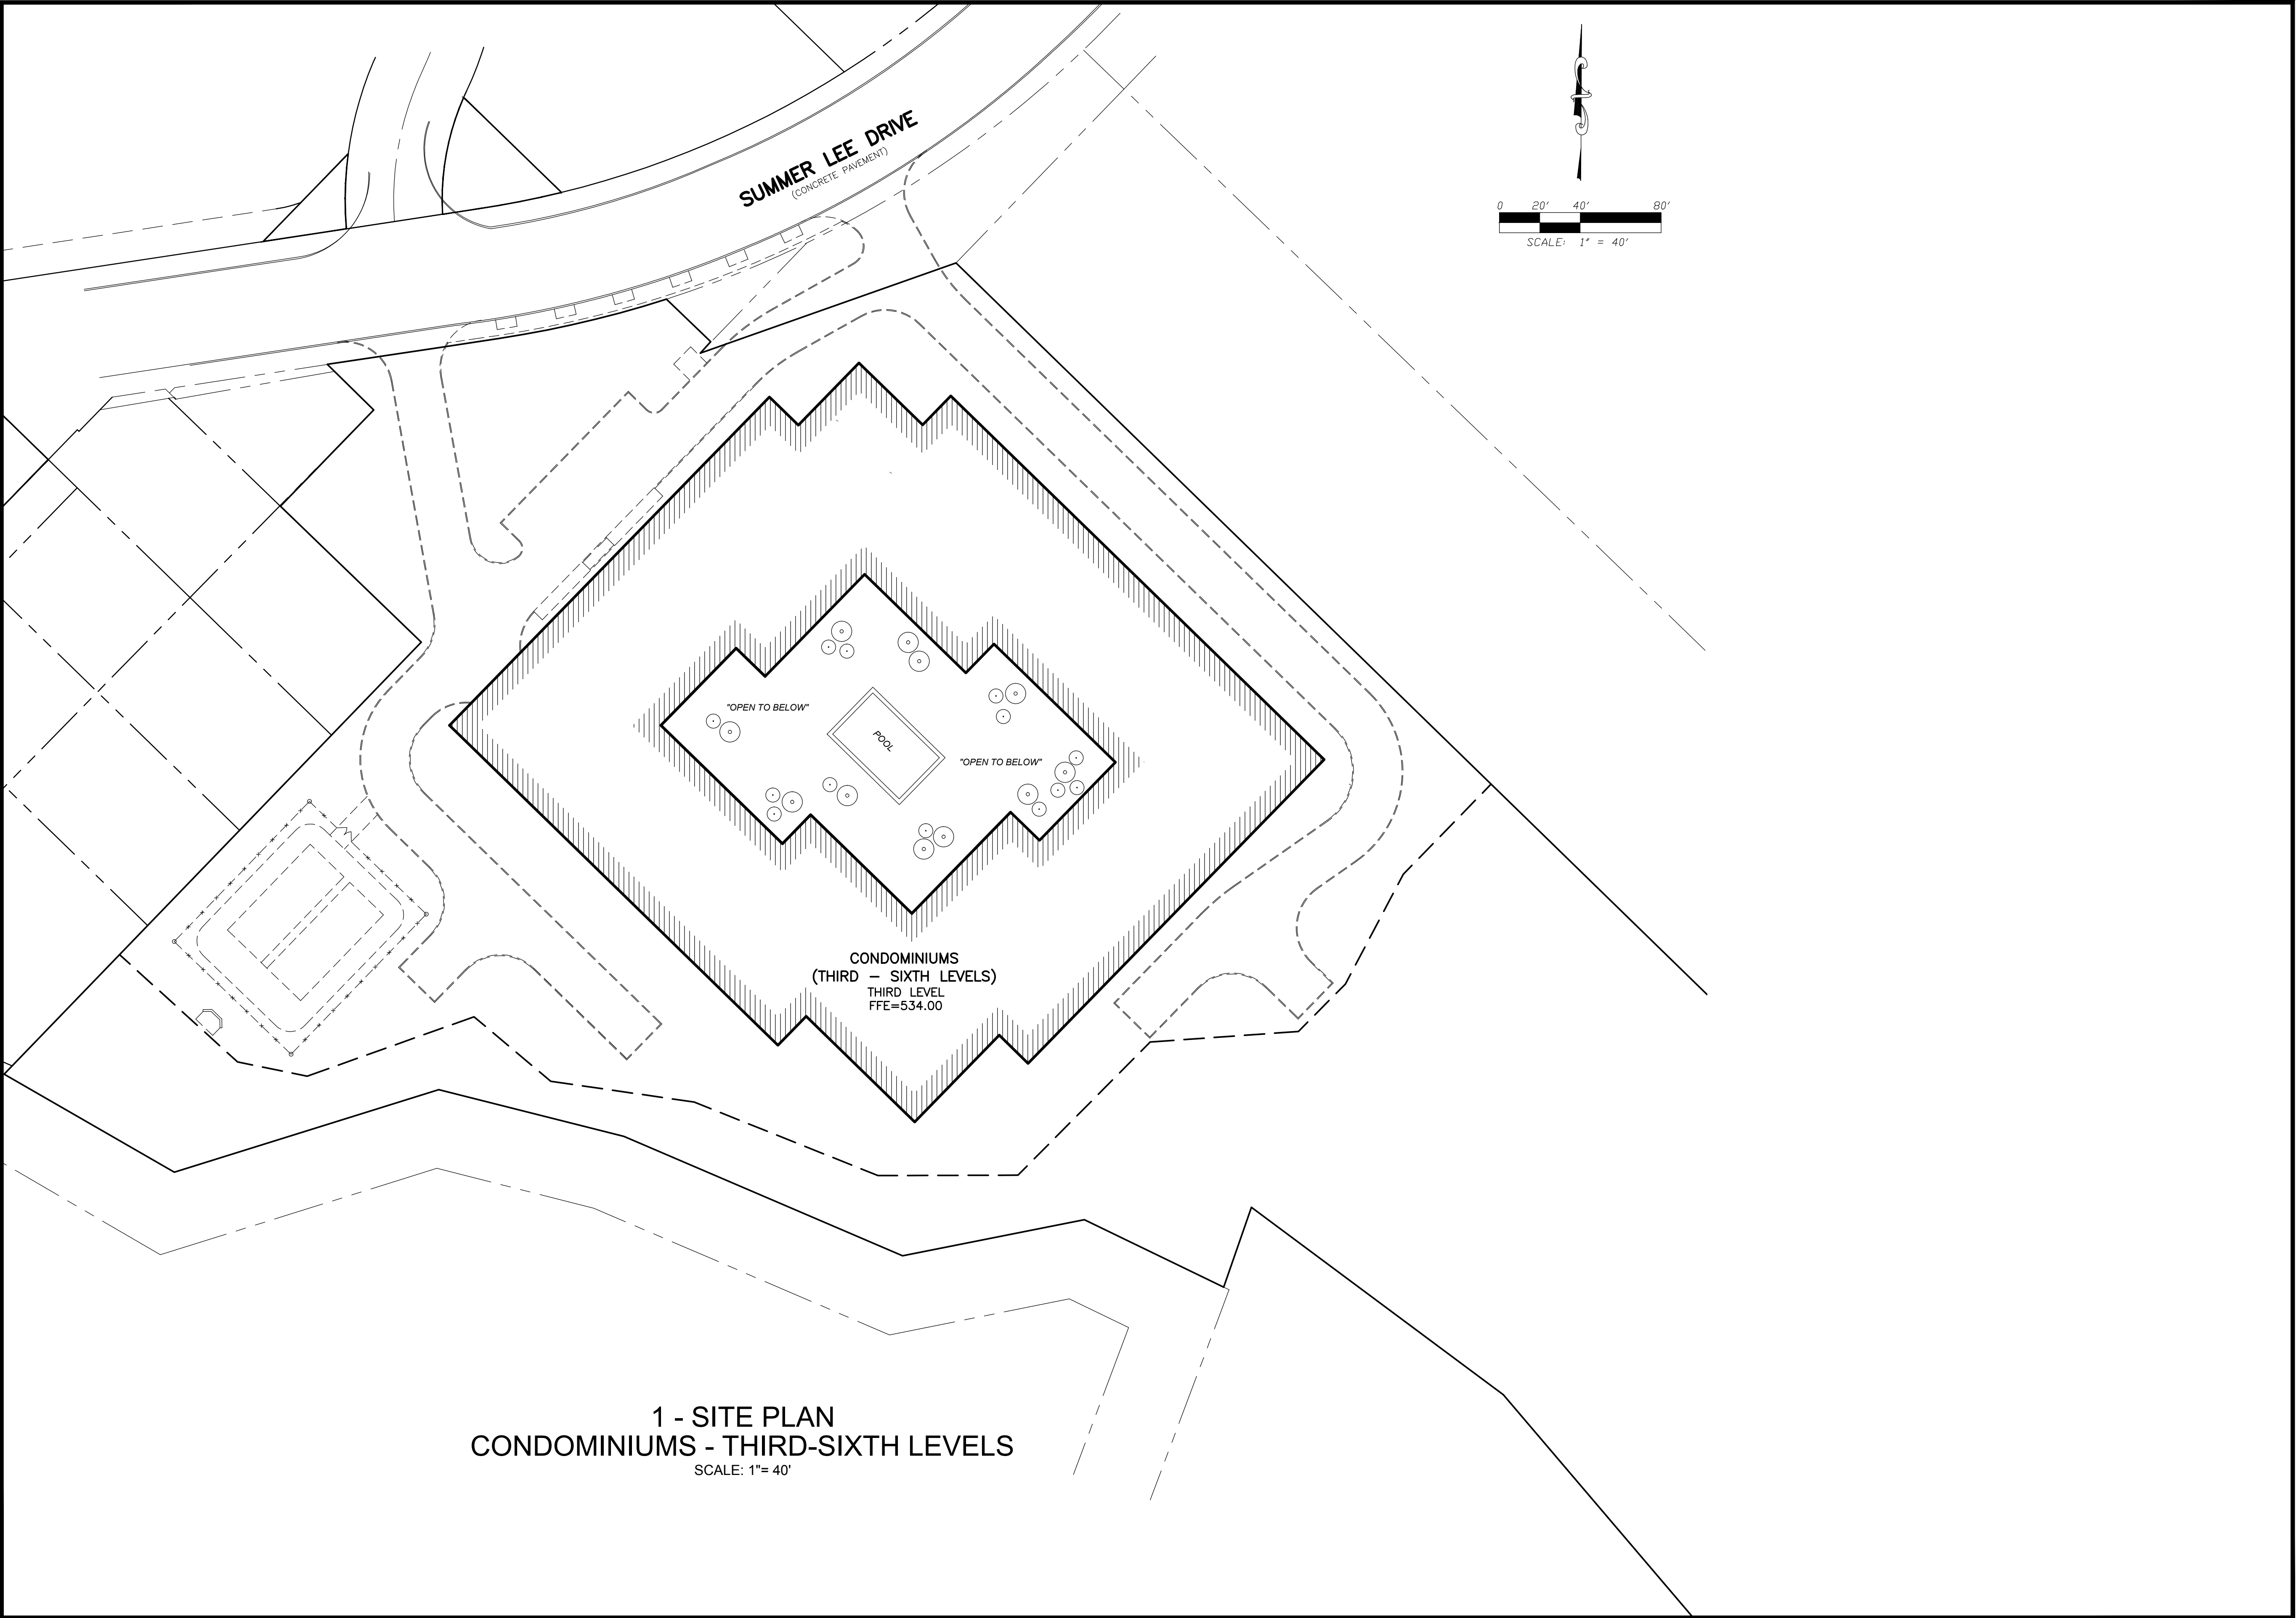 SUMMER LEE DRIVE
(CONCRETE PAVEMENT)
0 20' 40' 80'
SCALE: 1" = 40'
"OPEN TO BELOW"
POOL
"OPEN TO BELOW"
CONDOMINIUMS
(THIRD – SIXTH LEVELS)
THIRD LEVEL
FFE=534.00
1 - SITE PLAN
CONDOMINIUMS - THIRD-SIXTH LEVELS
SCALE: 1"= 40'